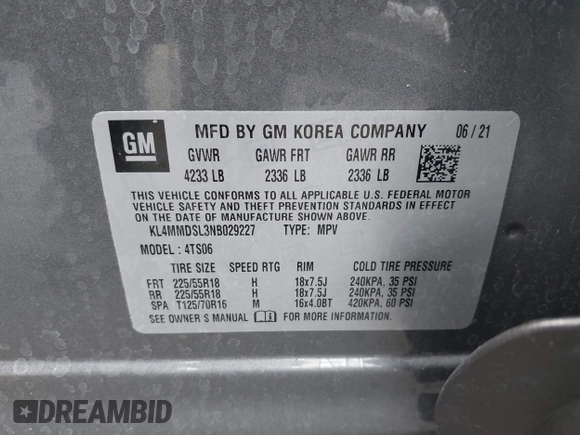 GM
MFD BY GM KOREA COMPANY 06 / 21
GVWR GAWR FRT GAWR RR
4233 LB 2336 LB 2336 LB
THIS VEHICLE CONFORMS TO ALL APPLICABLE U.S. FEDERAL MOTOR
VEHICLE SAFETY AND THEFT PREVENTION STANDARDS IN EFFECT
ON THE DATE OF MANUFACTURE SHOWN ABOVE.
KL4MMDSL3NB029227 TYPE: MPV
MODEL : 4TS06
TIRE SIZE SPEED RTG RIM COLD TIRE PRESSURE
FRT 225/55R18 H 18x7.5J 240KPA, 35 PSI
RR 225/55R18 H 18x7.5J 240KPA, 35 PSI
SPA T125/70R16 M 16x4.0BT 420KPA, 60 PSI
SEE OWNER'S MANUAL FOR MORE INFORMATION.
DREAMBID